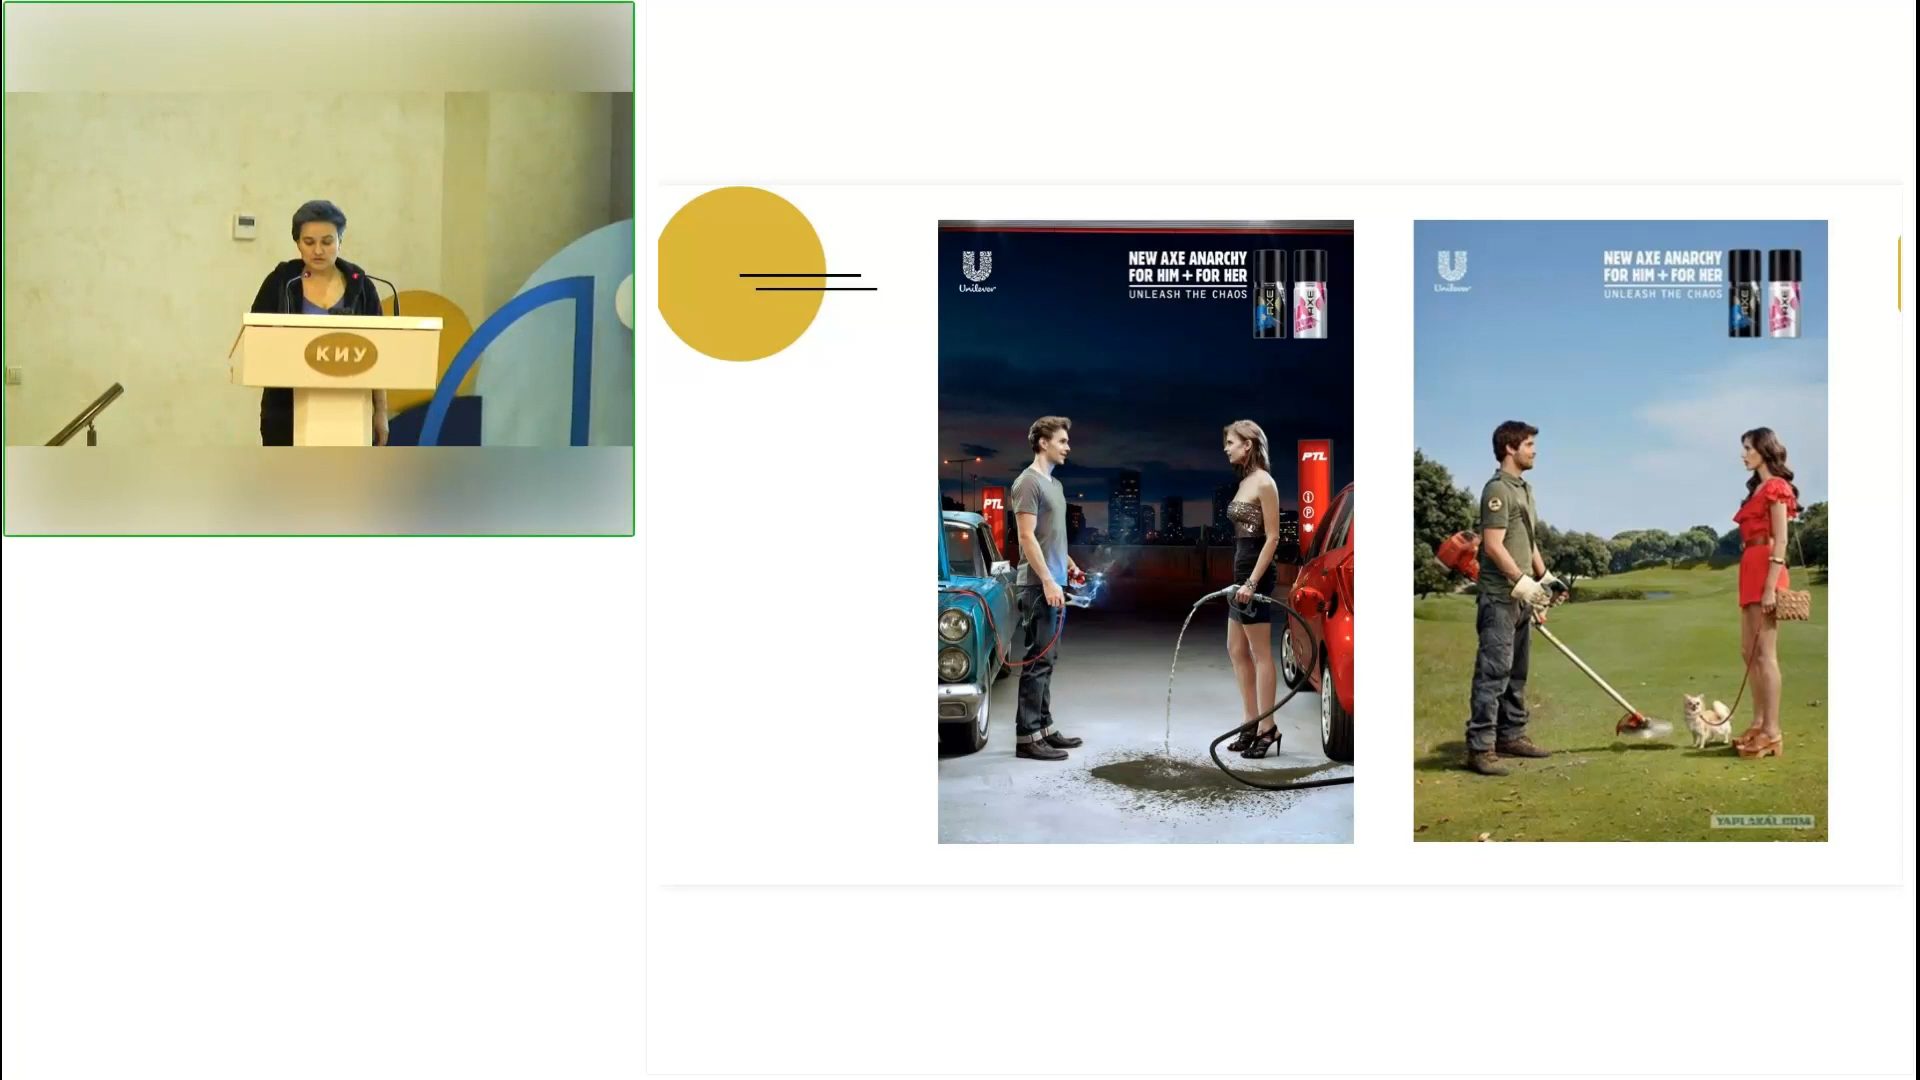 КИУ
Unilever
NEW AXE ANARCHY
FOR HIM + FOR HER
UNLEASH THE CHAOS
AXE
AXE
PTL
PTL
Unilever
NEW AXE ANARCHY
FOR HIM + FOR HER
UNLEASH THE CHAOS
AXE
AXE
YAPLAKAL.COM